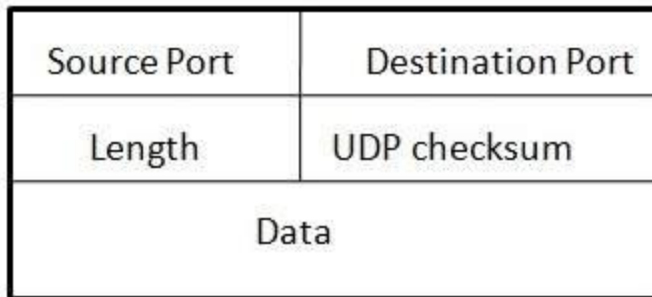 Source Port Destination Port
Length UDP checksum
Data